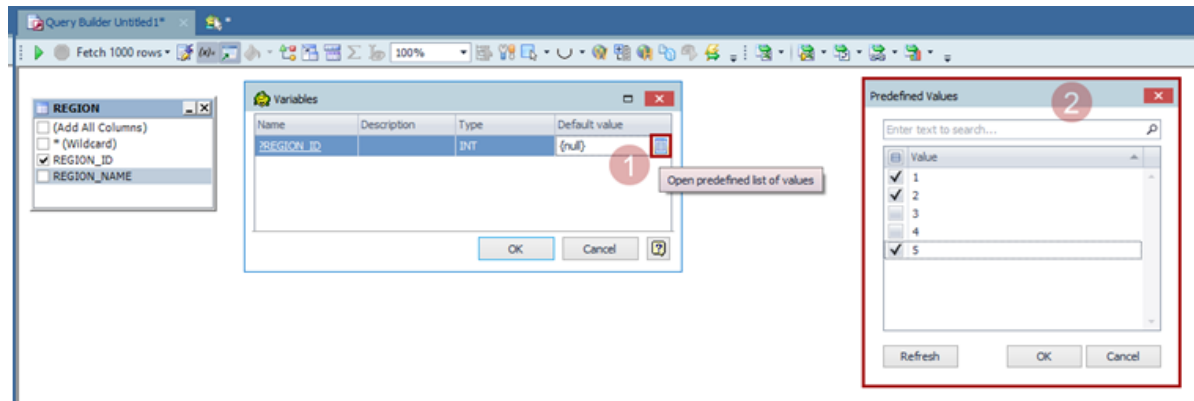 Query Builder Untitled1*
Fetch 1000 rows
(x)=
100%
REGION
(Add All Columns)
* (Wildcard)
REGION_ID
REGION_NAME
Variables
Name Description Type Default value
?REGION_ID INT {null}
1
Open predefined list of values
OK Cancel
Predefined Values
2
Enter text to search...
Value
1
2
3
4
5
Refresh OK Cancel